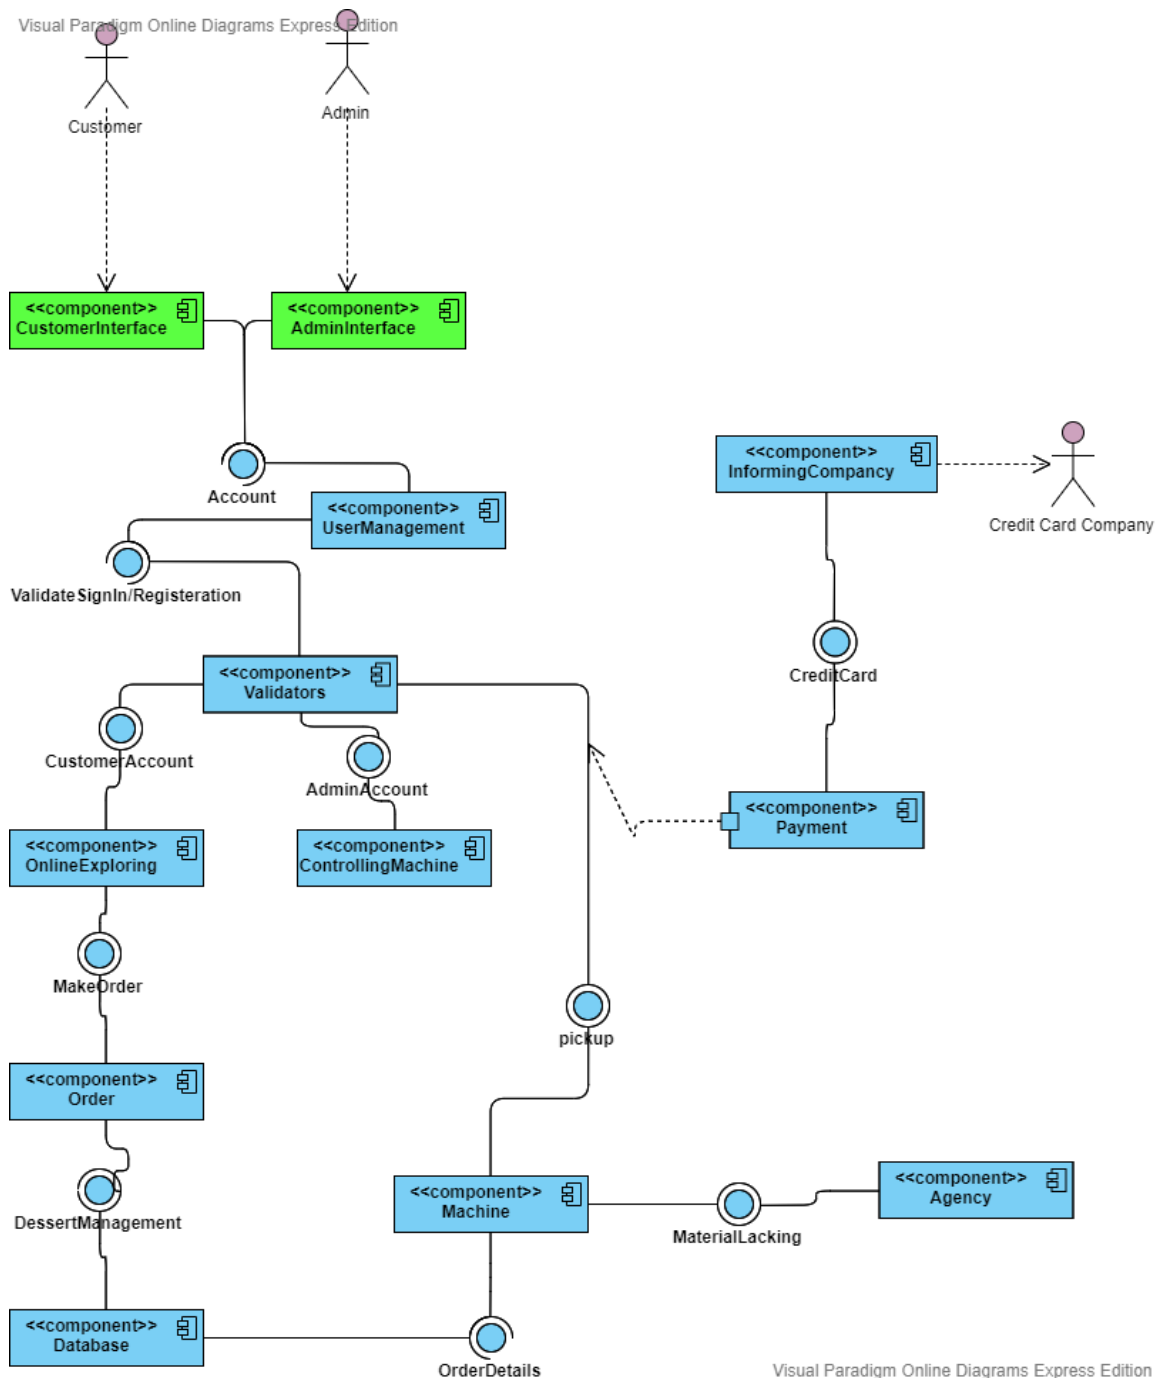 Visual Paradigm Online Diagrams Express Edition
Customer
Admin
<<component>>
CustomerInterface
<<component>>
AdminInterface
Account
<<component>>
UserManagement
<<component>>
InformingCompancy
Credit Card Company
ValidateSignIn/Registeration
<<component>>
Validators
CreditCard
CustomerAccount
AdminAccount
<<component>>
Payment
<<component>>
OnlineExploring
<<component>>
ControllingMachine
MakeOrder
pickup
<<component>>
Order
<<component>>
Machine
<<component>>
Agency
DessertManagement
MaterialLacking
<<component>>
Database
OrderDetails
Visual Paradigm Online Diagrams Express Edition